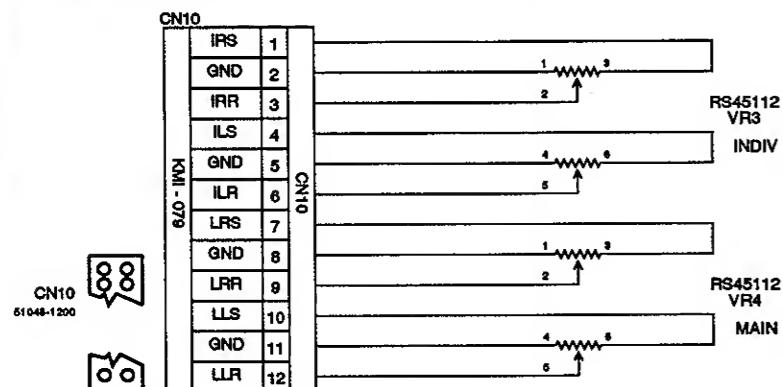 CN10
IRS 1
GND 2
IRR 3
ILS 4
GND 5
ILR 6
LRS 7
GND 8
LRR 9
LLS 10
GND 11
LLR 12
KMI - 079
CN10
1 3
2
RS45112
VR3
INDIV
4 6
5
1 3
2
RS45112
VR4
MAIN
4 6
5
CN10
51048-1200